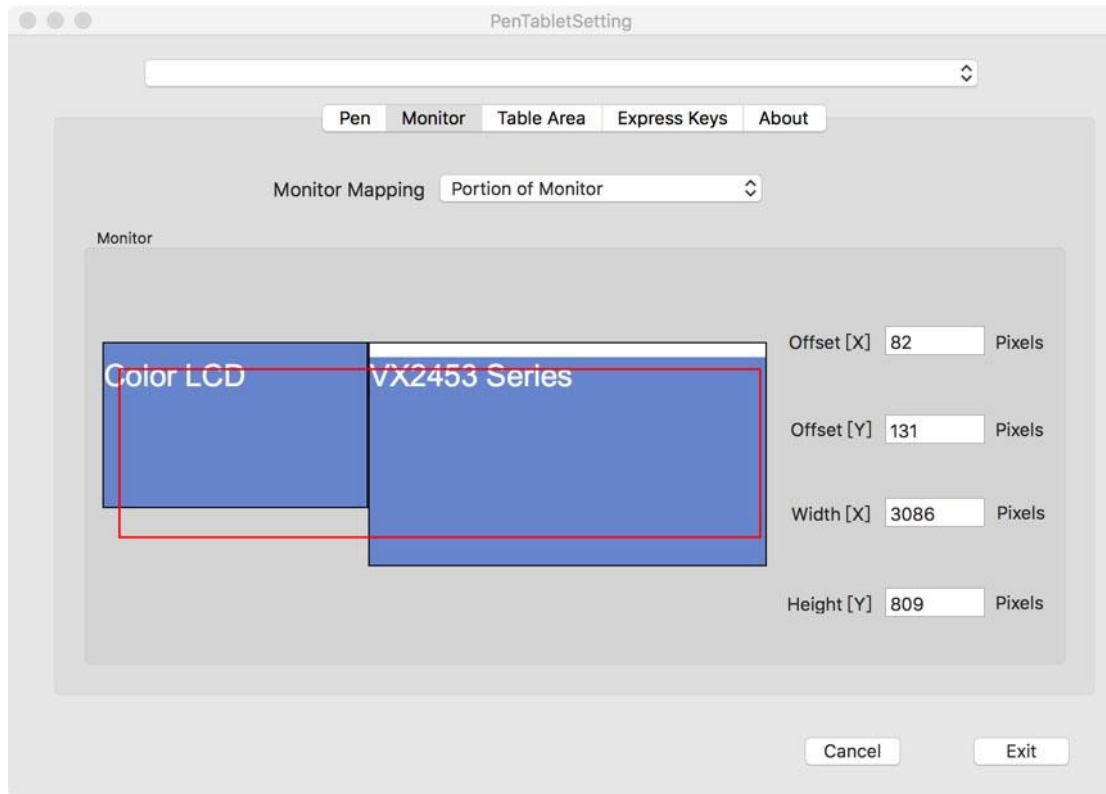 PenTabletSetting
Pen Monitor Table Area Express Keys About
Monitor Mapping Portion of Monitor
Monitor
Offset [X] 82 Pixels
Color LCD VX2453 Series
Offset [Y] 131 Pixels
Width [X] 3086 Pixels
Height [Y] 809 Pixels
Cancel Exit